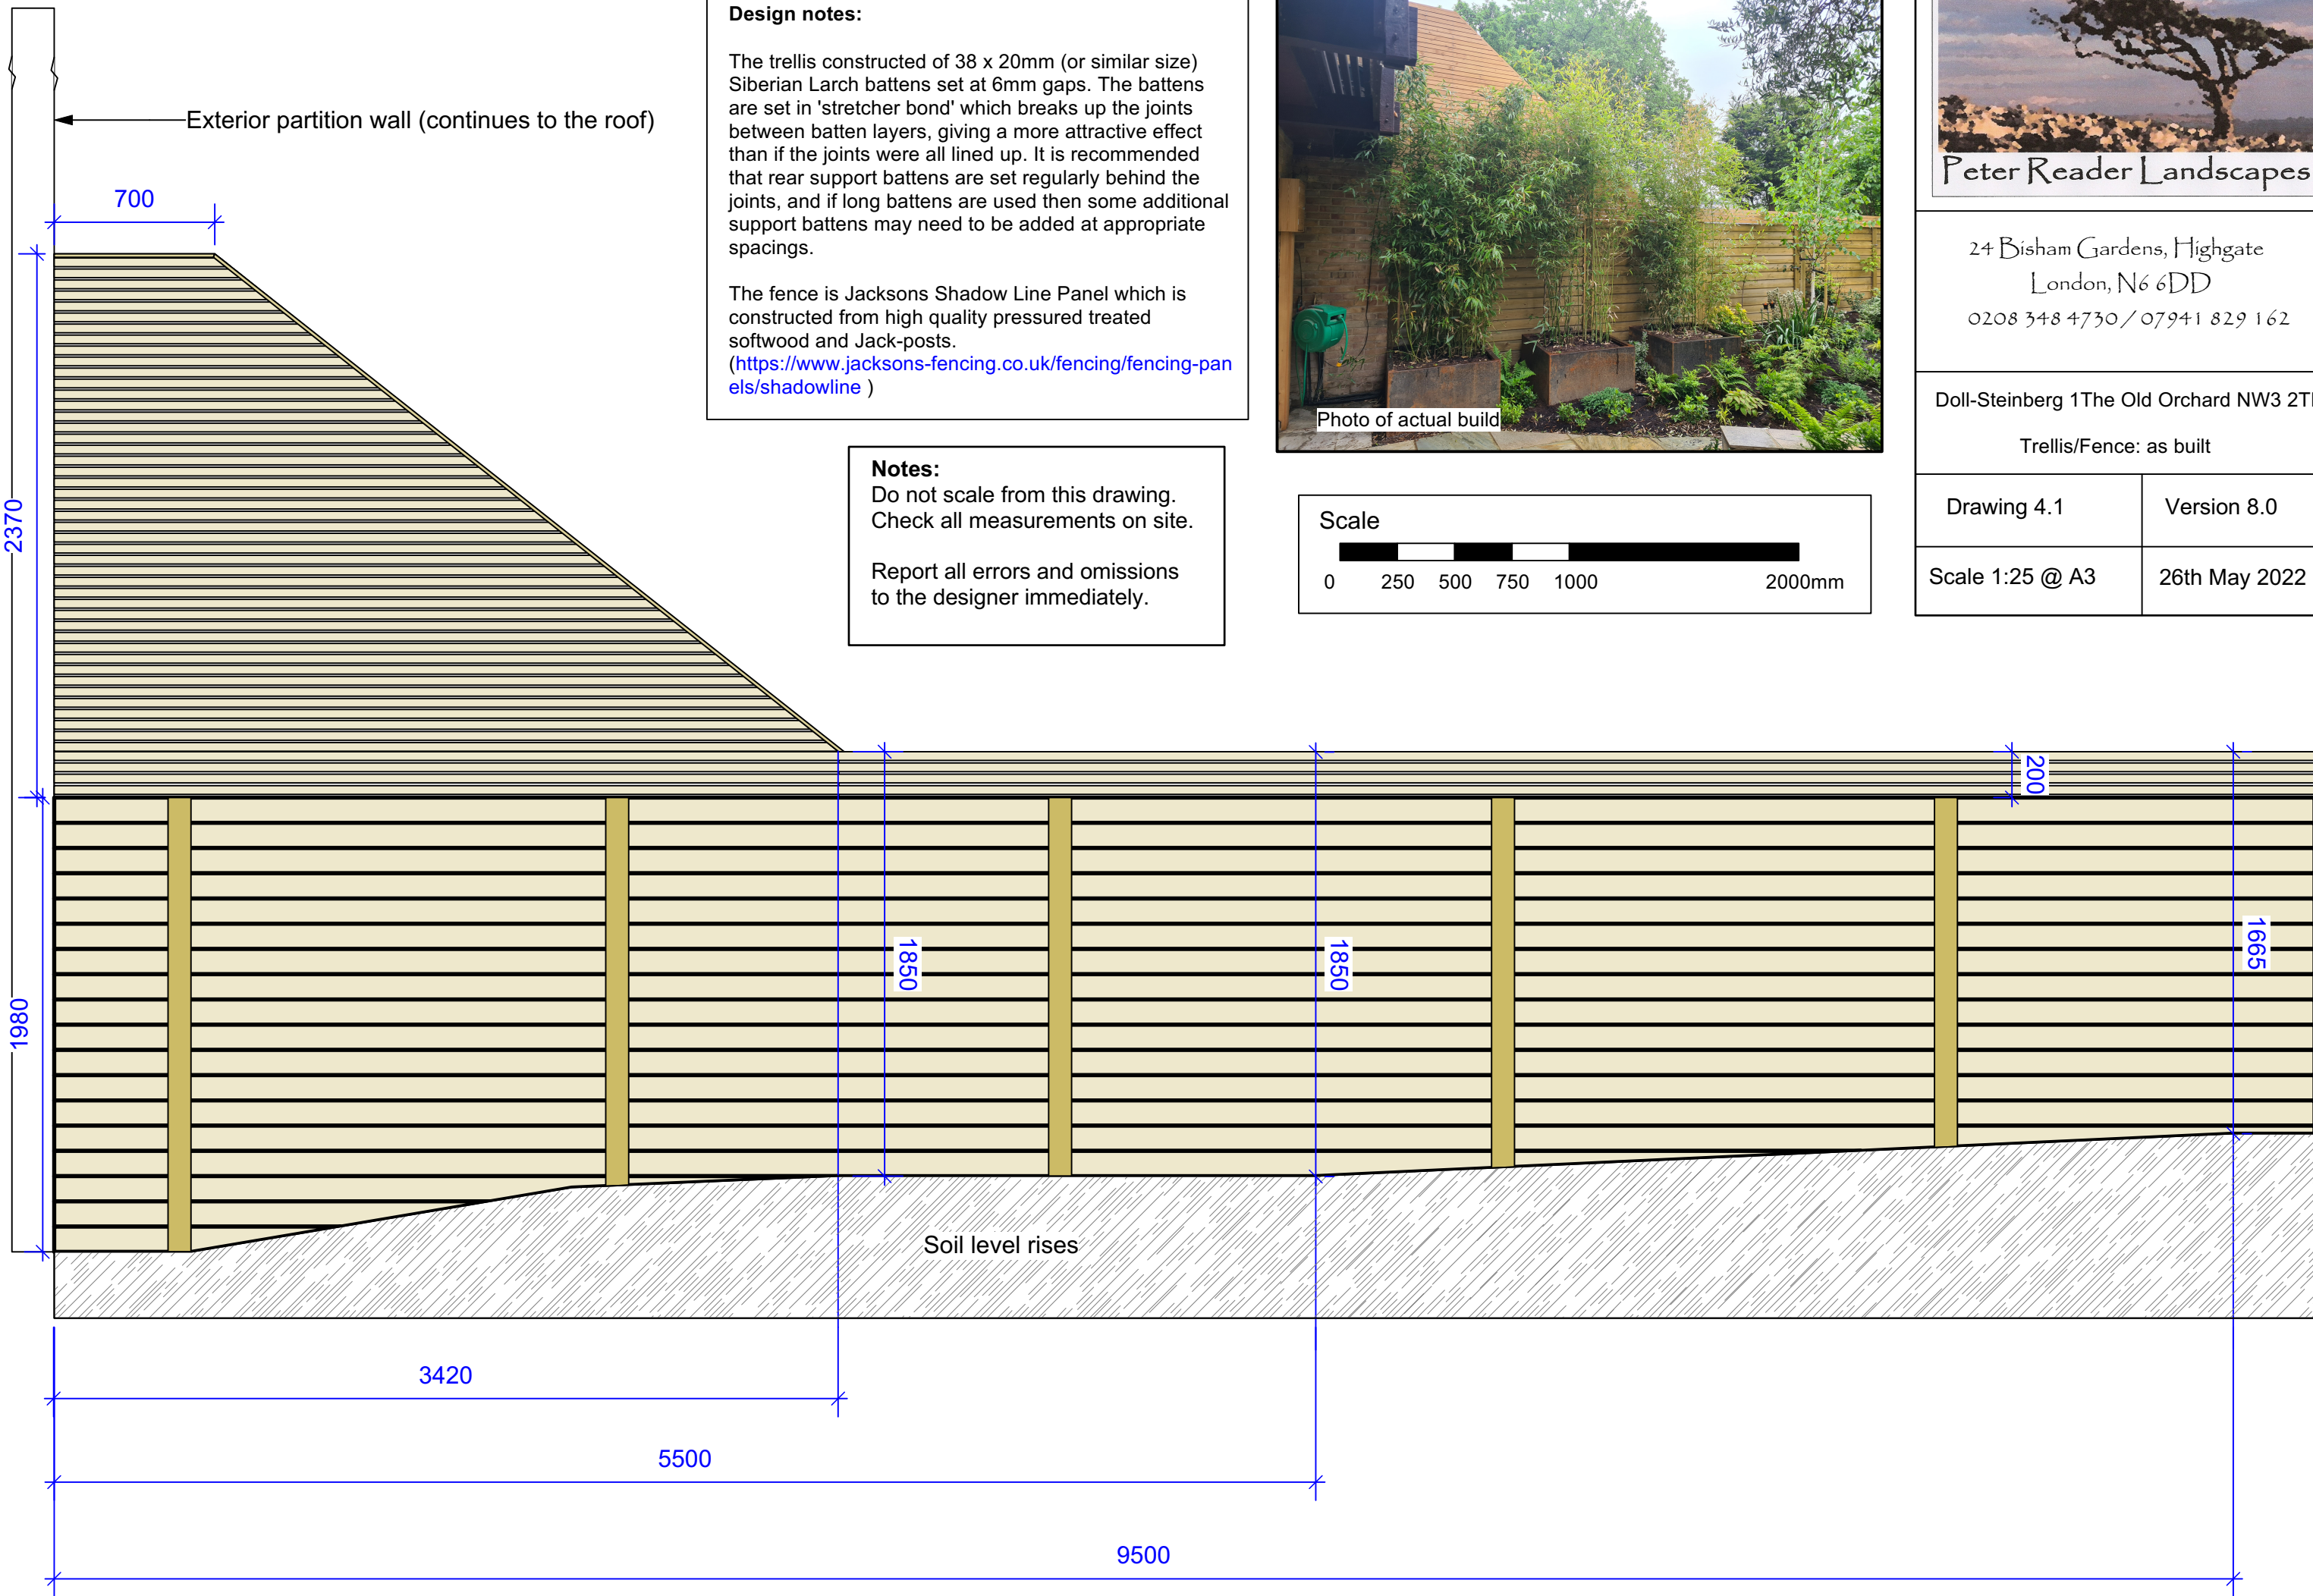 Design notes:
The trellis constructed of 38 x 20mm (or similar size)
Siberian Larch battens set at 6mm gaps. The battens
are set in 'stretcher bond' which breaks up the joints
between batten layers, giving a more attractive effect
than if the joints were all lined up. It is recommended
that rear support battens are set regularly behind the
joints, and if long battens are used then some additional
support battens may need to be added at appropriate
spacings.
The fence is Jacksons Shadow Line Panel which is
constructed from high quality pressured treated
softwood and Jack-posts.
(https://www.jacksons-fencing.co.uk/fencing/fencing-pan
els/shadowline )
Exterior partition wall (continues to the roof)
Photo of actual build
Peter Reader Landscapes
24 Bisham Gardens, Highgate
London, N6 6DD
0208 348 4730 / 07941 829 162
Doll-Steinberg 1The Old Orchard NW3 2T
Trellis/Fence: as built
Drawing 4.1
Version 8.0
Scale 1:25 @ A3
26th May 2022
Notes:
Do not scale from this drawing.
Check all measurements on site.
Report all errors and omissions
to the designer immediately.
Scale
0 250 500 750 1000 2000mm
700
2370
200
1980
1850
1850
1665
Soil level rises
3420
5500
9500